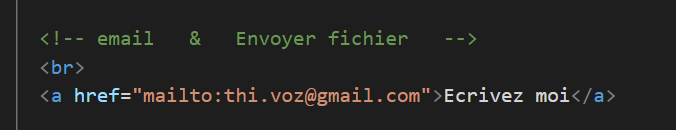 <!-- email   &   Envoyer fichier   -->
<br>
<a href="mailto:thi.voz@gmail.com">Ecrivez moi</a>